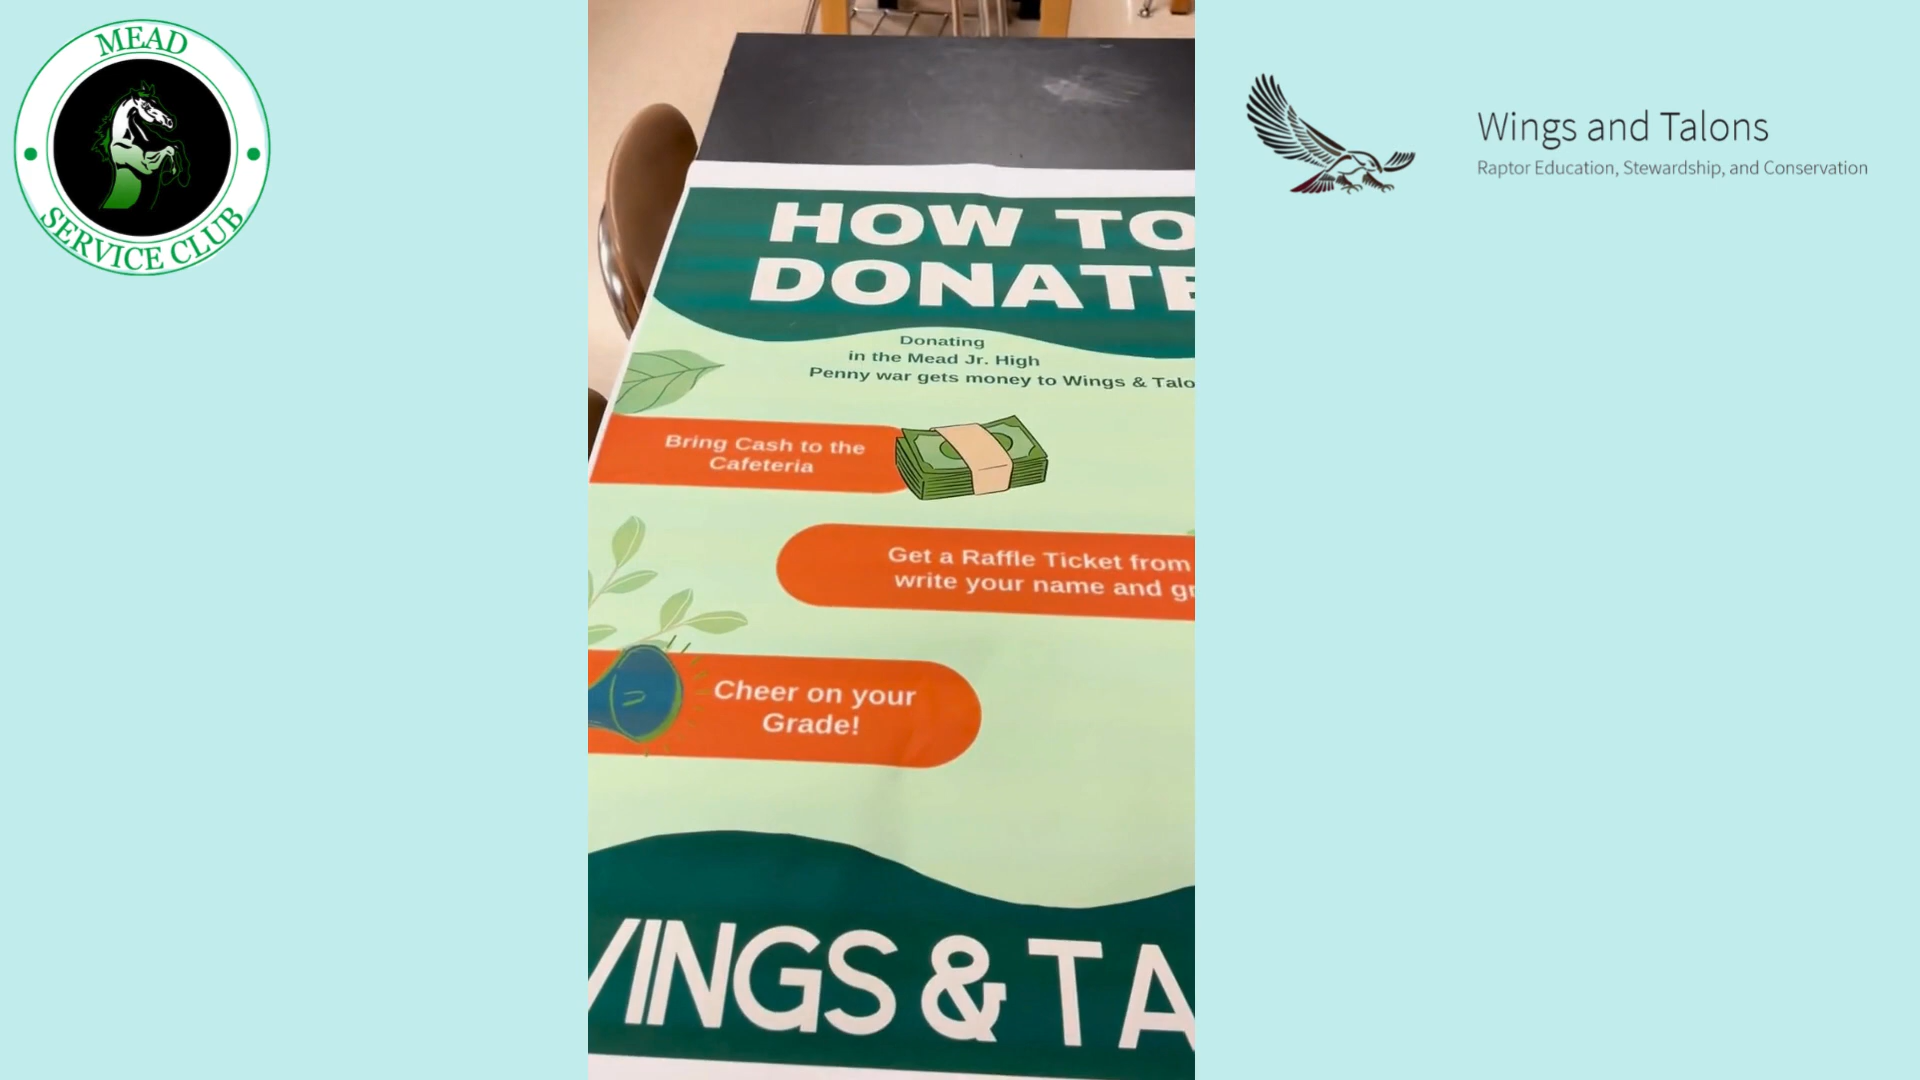 MEAD
SERVICE CLUB
HOW TO
DONATE
Donating
in the Mead Jr. High
Penny war gets money to Wings & Talo
Bring Cash to the
Cafeteria
Get a Raffle Ticket from
write your name and gr
Cheer on your
Grade!
INGS & TA
Wings and Talons
Raptor Education, Stewardship, and Conservation